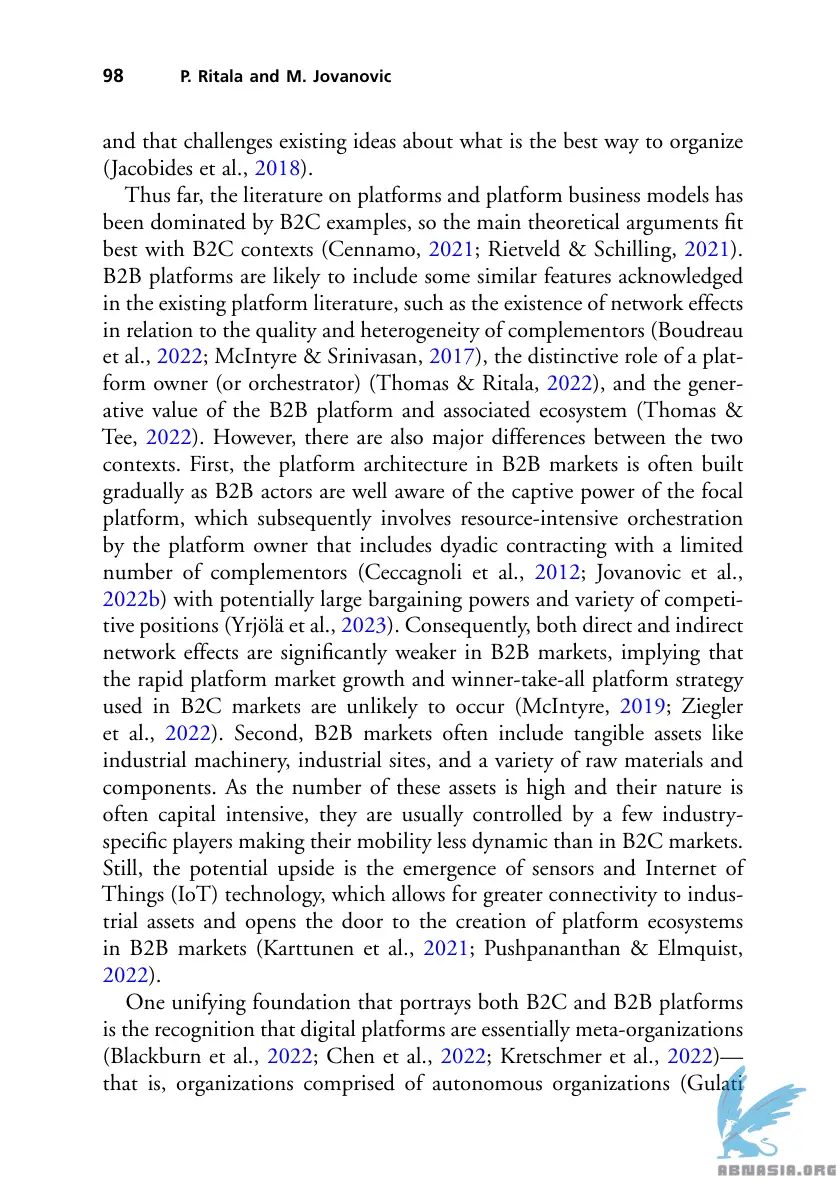 98 P. Ritala and M. Jovanovic
and that challenges existing ideas about what is the best way to organize
(Jacobides et al., 2018).
Thus far, the literature on platforms and platform business models has
been dominated by B2C examples, so the main theoretical arguments fit
best with B2C contexts (Cennamo, 2021; Rietveld & Schilling, 2021).
B2B platforms are likely to include some similar features acknowledged
in the existing platform literature, such as the existence of network effects
in relation to the quality and heterogeneity of complementors (Boudreau
et al., 2022; McIntyre & Srinivasan, 2017), the distinctive role of a plat-
form owner (or orchestrator) (Thomas & Ritala, 2022), and the gener-
ative value of the B2B platform and associated ecosystem (Thomas &
Tee, 2022). However, there are also major differences between the two
contexts. First, the platform architecture in B2B markets is often built
gradually as B2B actors are well aware of the captive power of the focal
platform, which subsequently involves resource-intensive orchestration
by the platform owner that includes dyadic contracting with a limited
number of complementors (Ceccagnoli et al., 2012; Jovanovic et al.,
2022b) with potentially large bargaining powers and variety of competi-
tive positions (Yrjölä et al., 2023). Consequently, both direct and indirect
network effects are significantly weaker in B2B markets, implying that
the rapid platform market growth and winner-take-all platform strategy
used in B2C markets are unlikely to occur (McIntyre, 2019; Ziegler
et al., 2022). Second, B2B markets often include tangible assets like
industrial machinery, industrial sites, and a variety of raw materials and
components. As the number of these assets is high and their nature is
often capital intensive, they are usually controlled by a few industry-
specific players making their mobility less dynamic than in B2C markets.
Still, the potential upside is the emergence of sensors and Internet of
Things (IoT) technology, which allows for greater connectivity to indus-
trial assets and opens the door to the creation of platform ecosystems
in B2B markets (Karttunen et al., 2021; Pushpananthan & Elmquist,
2022).
One unifying foundation that portrays both B2C and B2B platforms
is the recognition that digital platforms are essentially meta-organizations
(Blackburn et al., 2022; Chen et al., 2022; Kretschmer et al., 2022)—
that is, organizations comprised of autonomous organizations (Gulati
ABNASIA.ORG